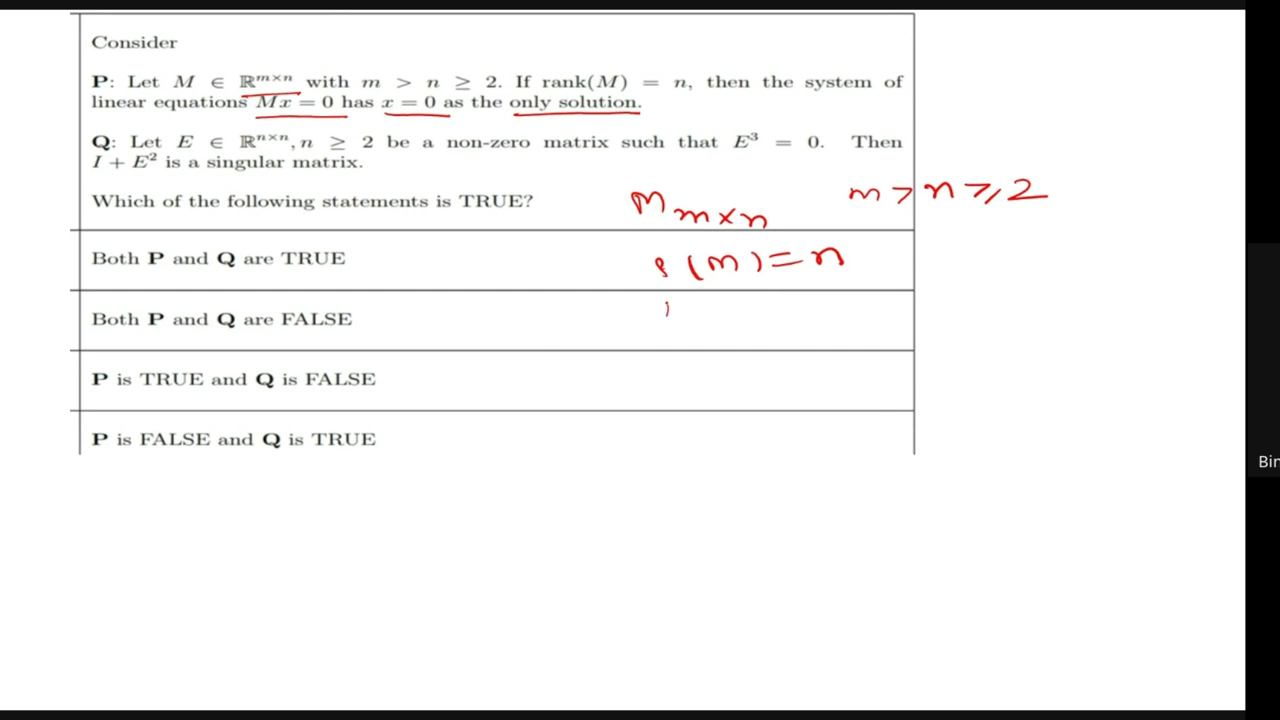 Consider
P: Let M ∈ ℝᵐˣⁿ with m > n ≥ 2. If rank(M) = n, then the system of
linear equations Mx = 0 has x = 0 as the only solution.
Q: Let E ∈ ℝⁿˣⁿ, n ≥ 2 be a non-zero matrix such that E³ = 0. Then
I + E² is a singular matrix.
Which of the following statements is TRUE?
M m×n
m > n ≥ 2
Both P and Q are TRUE
(m) = n
Both P and Q are FALSE
P is TRUE and Q is FALSE
P is FALSE and Q is TRUE